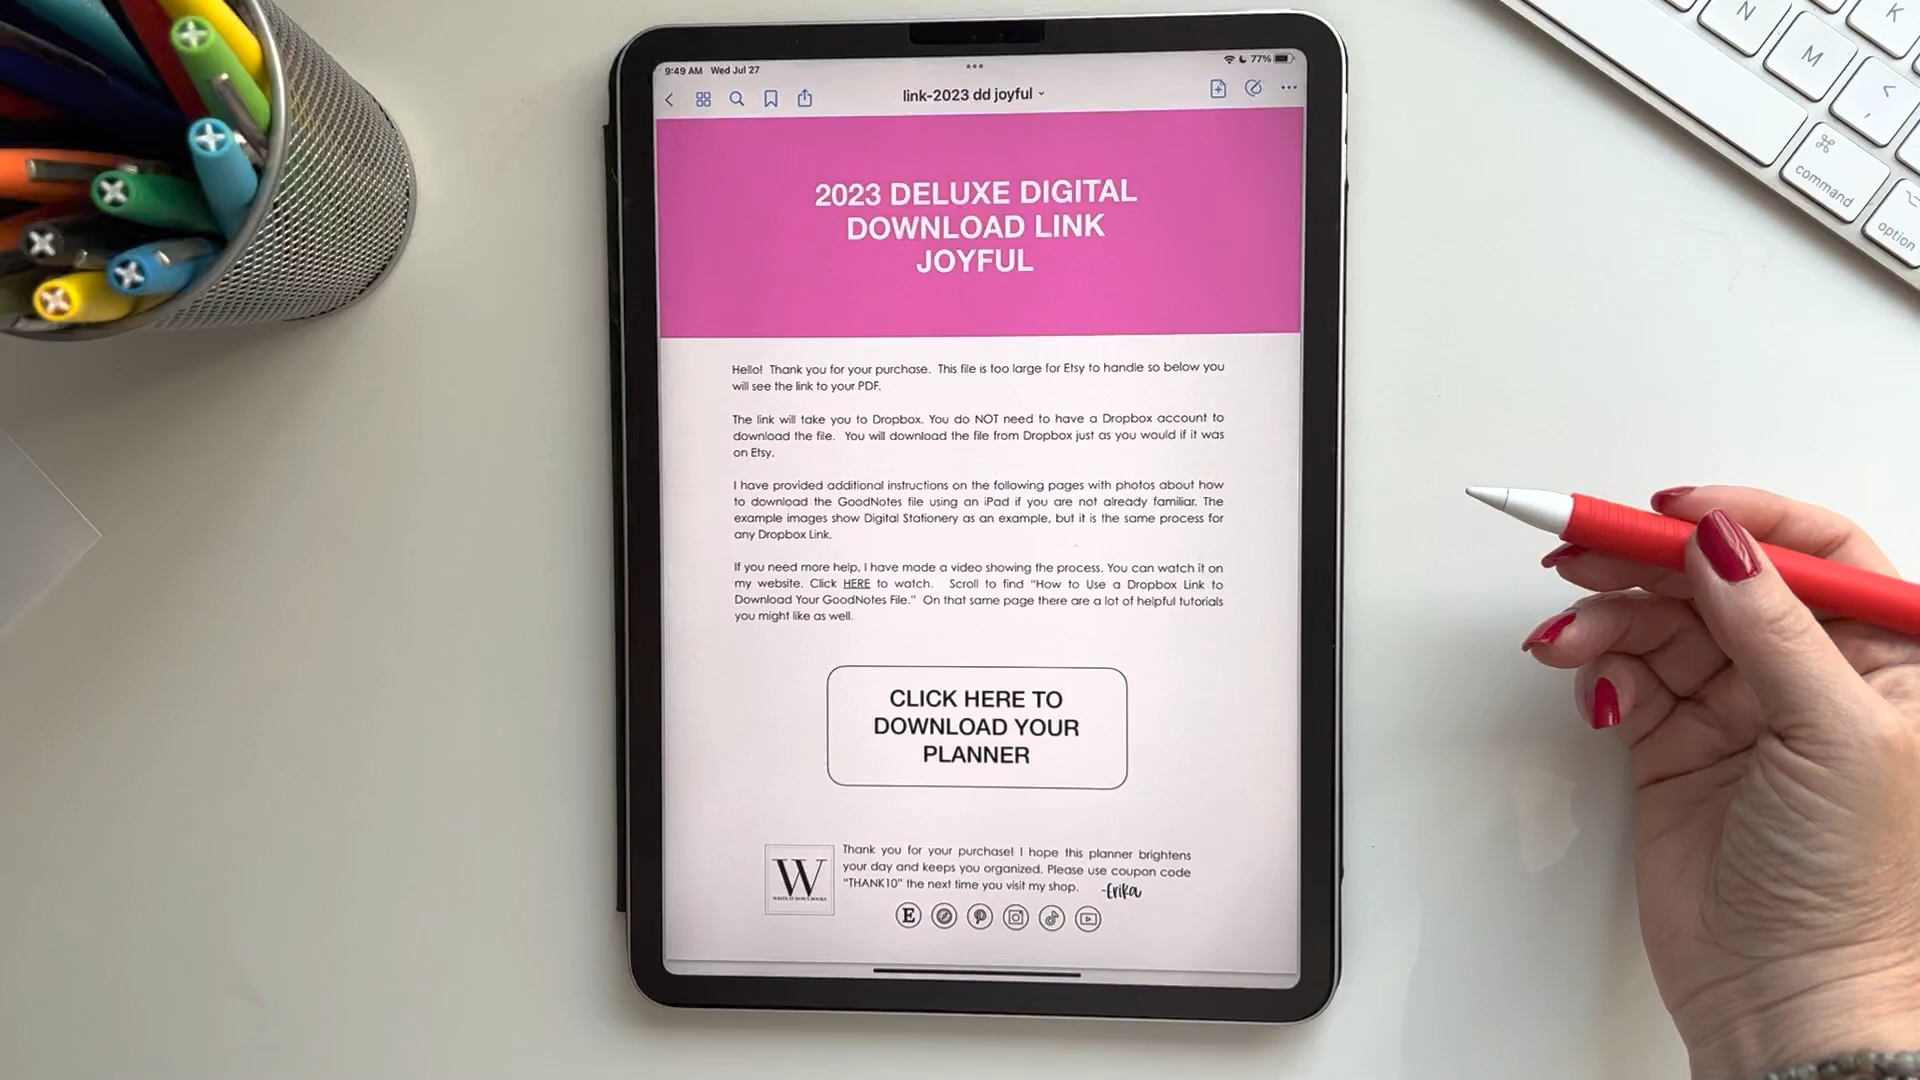 9:49 AM Wed Jul 27
77%
link-2023 dd joyful
2023 DELUXE DIGITAL
DOWNLOAD LINK
JOYFUL
Hello! Thank you for your purchase. This file is too large for Etsy to handle so below you
will see the link to your PDF.
The link will take you to Dropbox. You do NOT need to have a Dropbox account to
download the file. You will download the file from Dropbox just as you would if it was
on Etsy.
I have provided additional instructions on the following pages with photos about how
to download the GoodNotes file using an iPad if you are not already familiar. The
example images show Digital Stationery as an example, but it is the same process for
any Dropbox Link.
If you need more help, I have made a video showing the process. You can watch it on
my website. Click HERE to watch. Scroll to find "How to Use a Dropbox Link to
Download Your GoodNotes File." On that same page there are a lot of helpful tutorials
you might like as well.
CLICK HERE TO
DOWNLOAD YOUR
PLANNER
W
WRITE IT DOWN BOOKS
Thank you for your purchase! I hope this planner brightens
your day and keeps you organized. Please use coupon code
"THANK10" the next time you visit my shop. -Erika
E
N
K
M
<
,
⌘
command
⌥
option